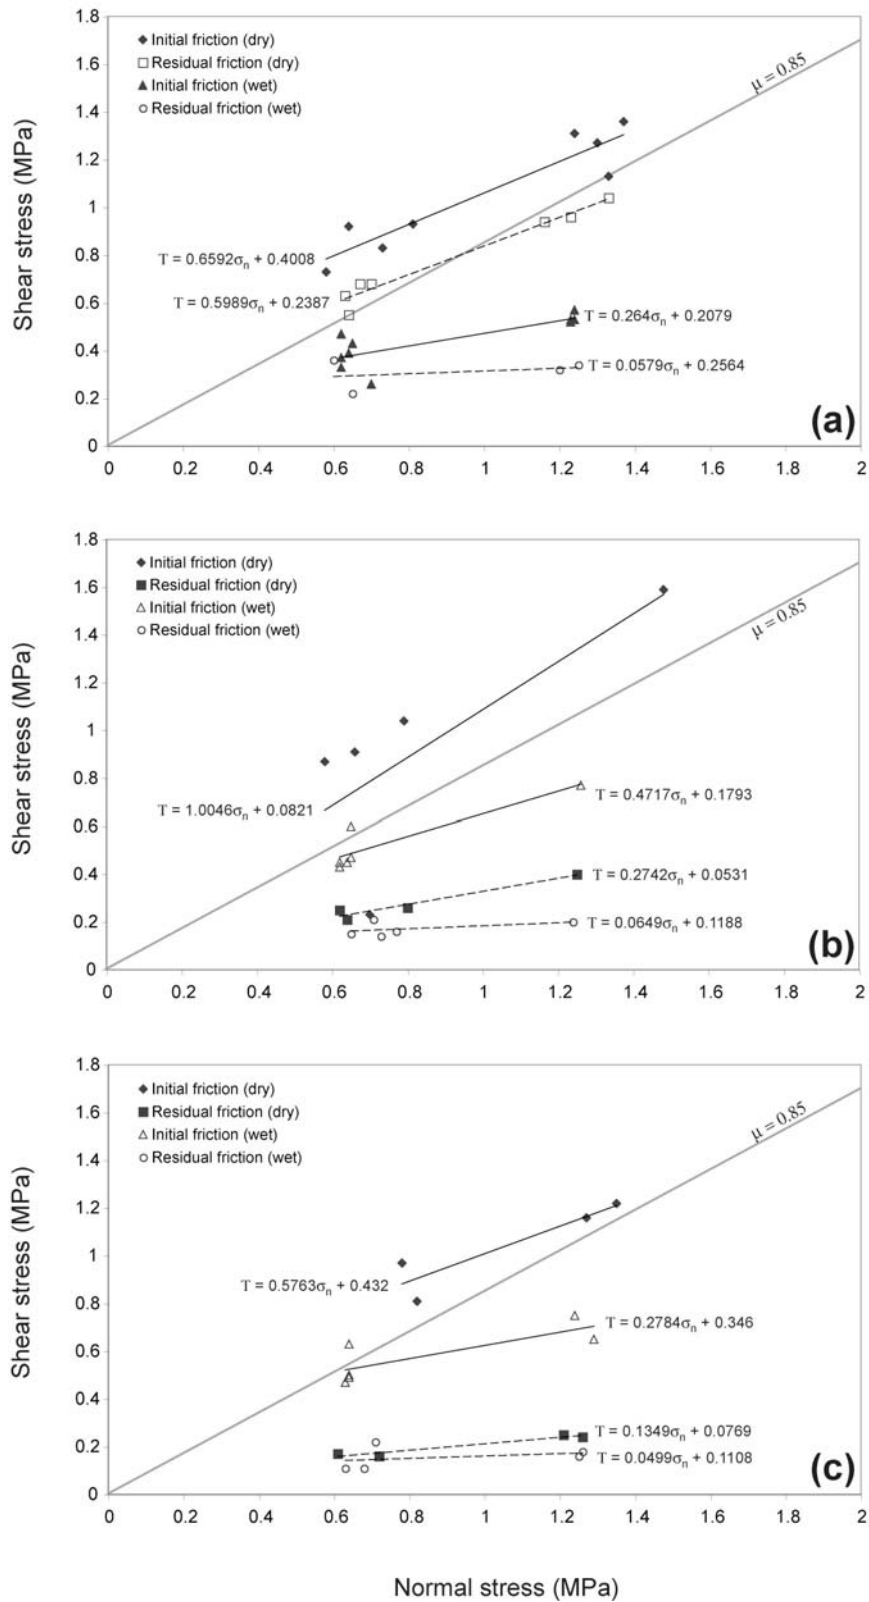 1.8
1.6
1.4
1.2
1
0.8
0.6
0.4
0.2
0
Shear stress (MPa)
Initial friction (dry)
Residual friction (dry)
Initial friction (wet)
Residual friction (wet)
μ = 0.85
T = 0.6592σn + 0.4008
T = 0.5989σn + 0.2387
T = 0.264σn + 0.2079
T = 0.0579σn + 0.2564
(a)
0 0.2 0.4 0.6 0.8 1 1.2 1.4 1.6 1.8 2
1.8
1.6
1.4
1.2
1
0.8
0.6
0.4
0.2
0
Shear stress (MPa)
Initial friction (dry)
Residual friction (dry)
Initial friction (wet)
Residual friction (wet)
μ = 0.85
T = 1.0046σn + 0.0821
T = 0.4717σn + 0.1793
T = 0.2742σn + 0.0531
T = 0.0649σn + 0.1188
(b)
0 0.2 0.4 0.6 0.8 1 1.2 1.4 1.6 1.8 2
1.8
1.6
1.4
1.2
1
0.8
0.6
0.4
0.2
0
Shear stress (MPa)
Initial friction (dry)
Residual friction (dry)
Initial friction (wet)
Residual friction (wet)
μ = 0.85
T = 0.5763σn + 0.432
T = 0.2784σn + 0.346
T = 0.1349σn + 0.0769
T = 0.0499σn + 0.1108
(c)
0 0.2 0.4 0.6 0.8 1 1.2 1.4 1.6 1.8 2
Normal stress (MPa)